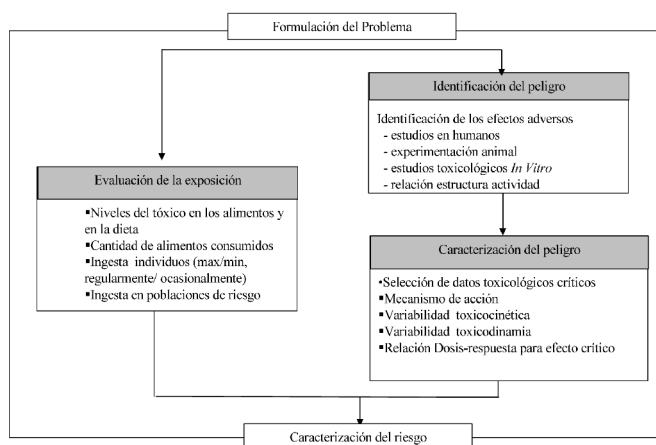 Formulación del Problema
Identificación del peligro
Identificación de los efectos adversos
- estudios en humanos
- experimentación animal
- estudios toxicológicos In Vitro
- relación estructura actividad
Evaluación de la exposición
▪Niveles del tóxico en los alimentos y
en la dieta
▪Cantidad de alimentos consumidos
▪Ingesta individuos (max/min,
regularmente/ ocasionalmente)
▪Ingesta en poblaciones de riesgo
Caracterización del peligro
•Selección de datos toxicológicos críticos
▪Mecanismo de acción
▪Variabilidad toxicocinética
▪Variabilidad toxicodinamia
▪Relación Dosis-respuesta para efecto crítico
Caracterización del riesgo